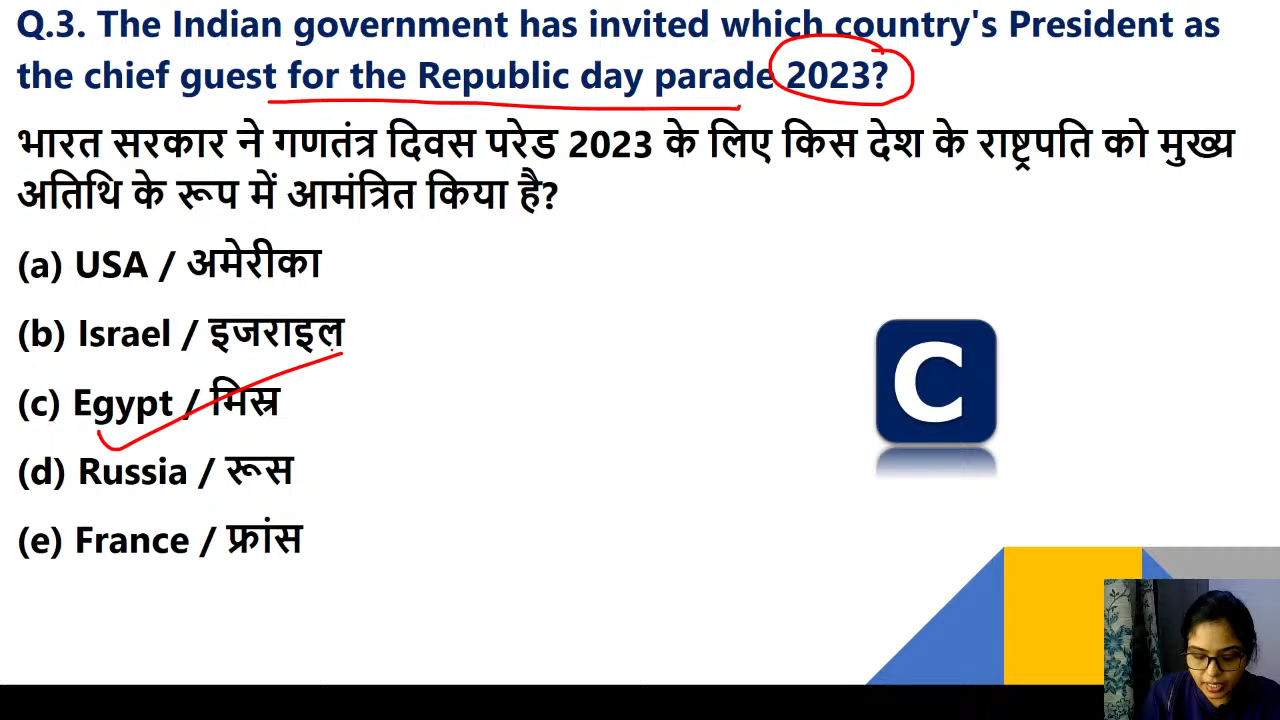 Q.3. The Indian government has invited which country's President as
the chief guest for the Republic day parade 2023?
भारत सरकार ने गणतंत्र दिवस परेड 2023 के लिए किस देश के राष्ट्रपति को मुख्य
अतिथि के रूप में आमंत्रित किया है?
(a) USA / अमेरीका
(b) Israel / इजराइल
(c) Egypt / मिस्र
C
(d) Russia / रूस
(e) France / फ्रांस